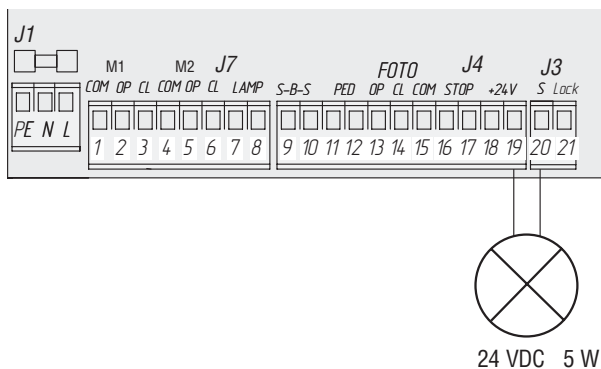 J1
M1 M2 J7 FOTO J4 J3
COM OP CL COM OP CL LAMP S-B-S PED OP CL COM STOP +24V S Lock
PE N L
1 2 3 4 5 6 7 8 9 10 11 12 13 14 15 16 17 18 19 20 21
24 VDC 5 W